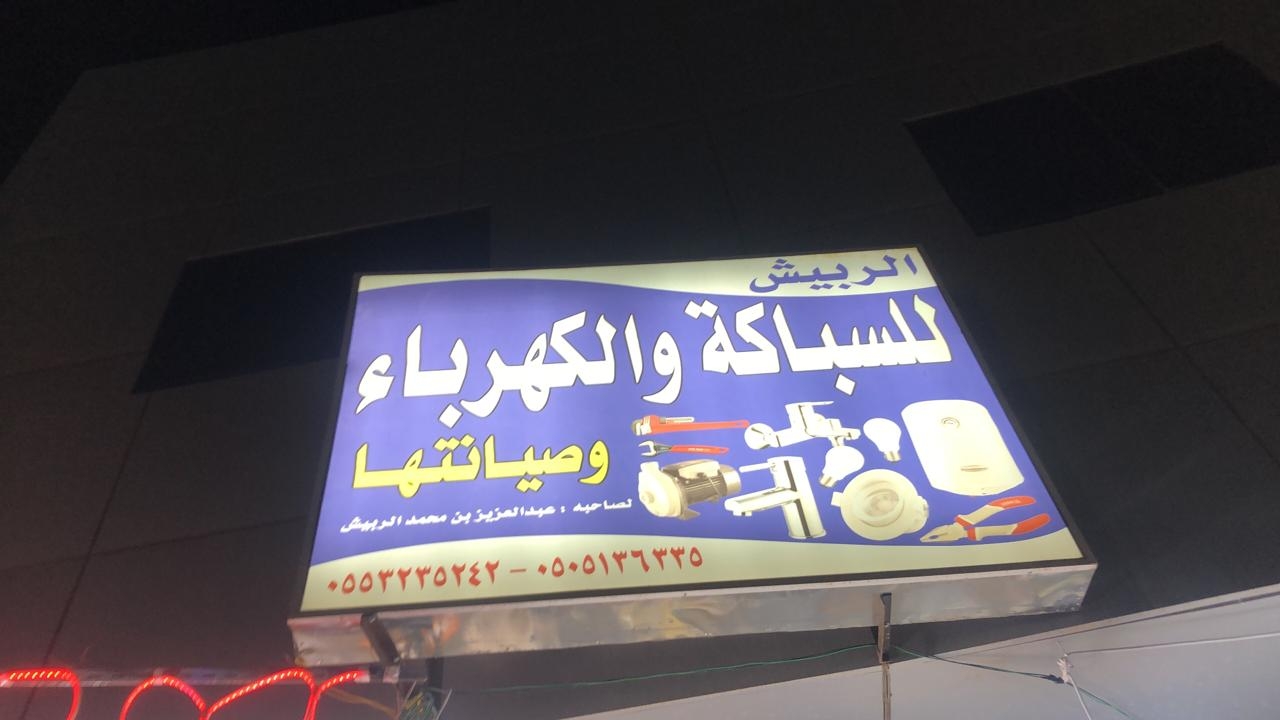 الربيش
للسباكة والكهرباء
وصيانتها
لصاحبه : عبدالعزيز بن محمد الربيش
٠٥٥٣٢٣٥٢٤٢ - ٠٥٠٥١٣٦٣٣٥